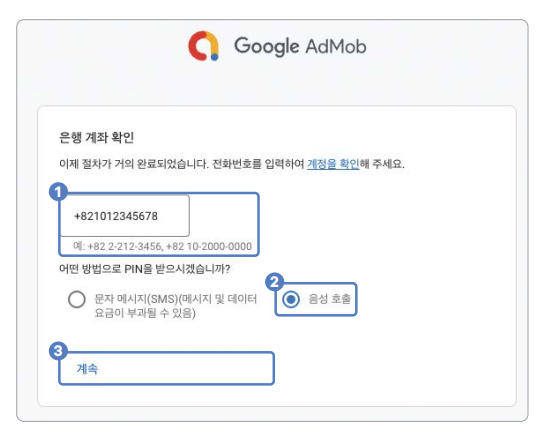 Google AdMob
은행 계좌 확인
이제 절차가 거의 완료되었습니다. 전화번호를 입력하여 계정을 확인해 주세요.
1
+821012345678
예: +82 2-212-3456, +82 10-2000-0000
어떤 방법으로 PIN을 받으시겠습니까?
2
문자 메시지(SMS)(메시지 및 데이터 음성 호출
요금이 부과될 수 있음)
3
계속